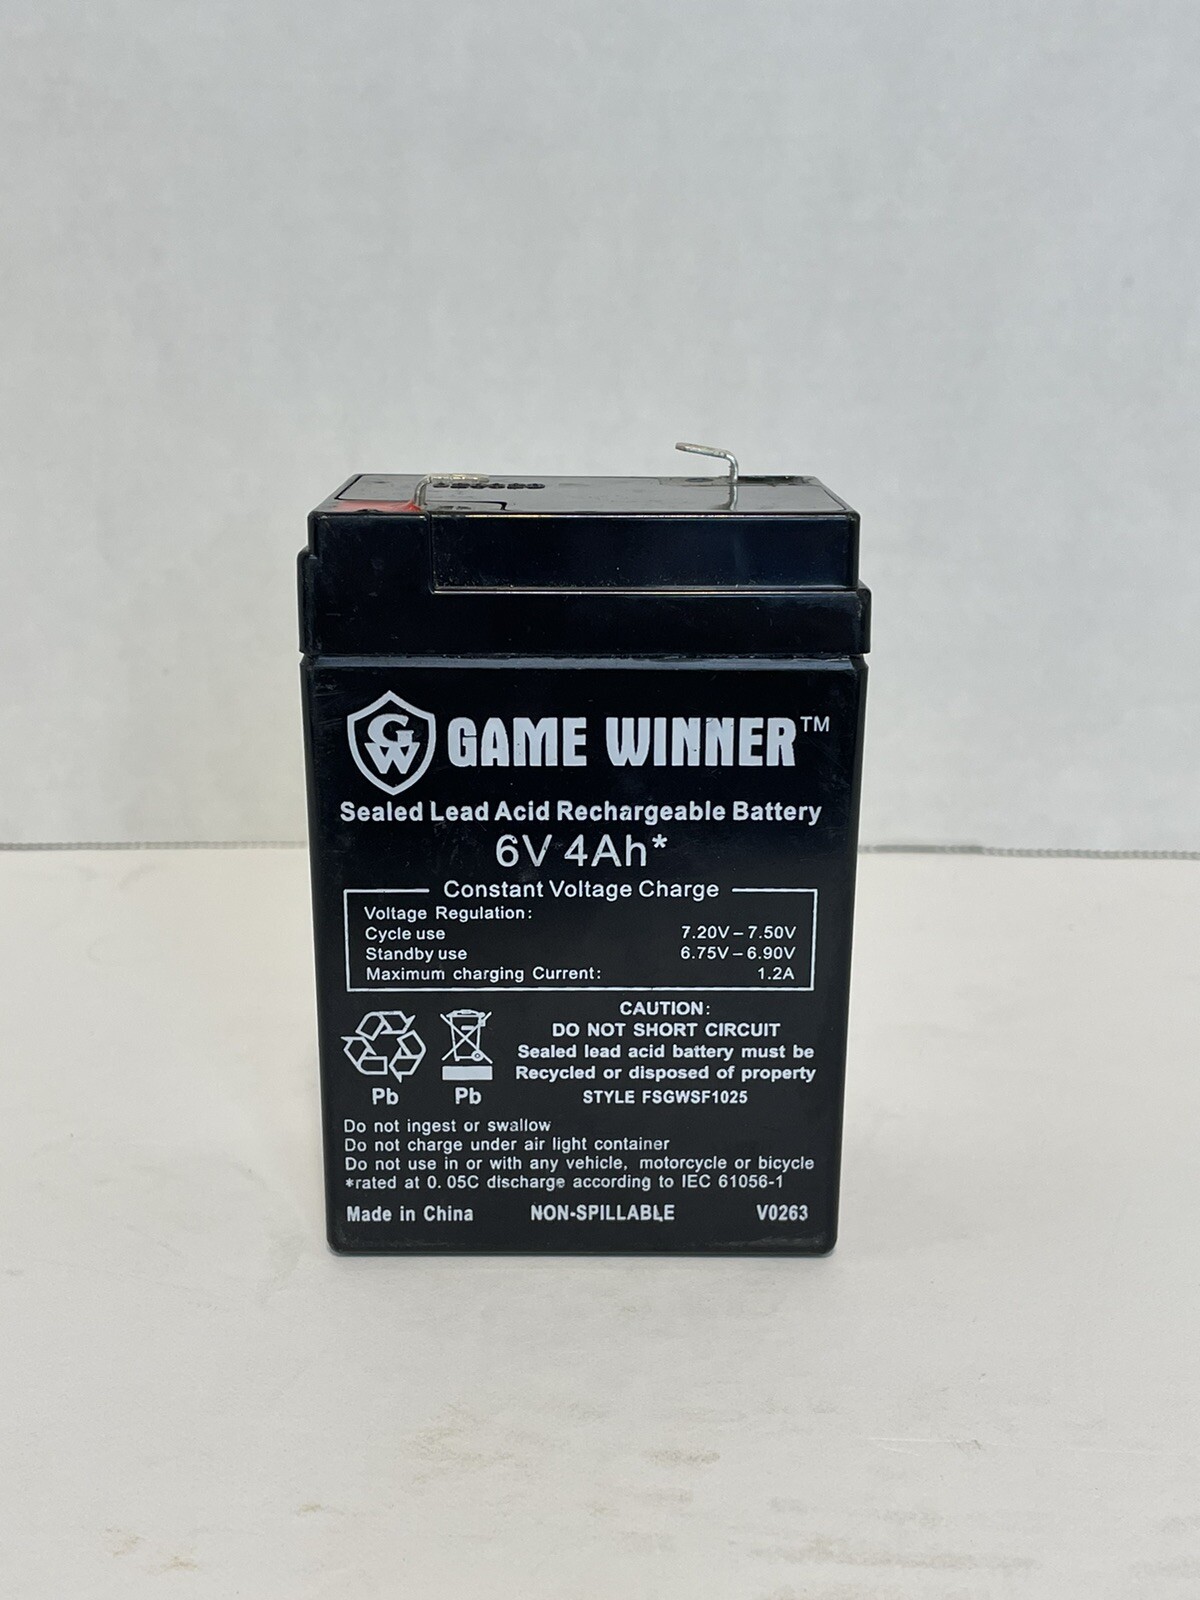 GW GAME WINNER™
Sealed Lead Acid Rechargeable Battery
6V 4Ah*
Constant Voltage Charge
Voltage Regulation:
Cycle use 7.20V – 7.50V
Standby use 6.75V – 6.90V
Maximum charging Current: 1.2A
CAUTION:
DO NOT SHORT CIRCUIT
Sealed lead acid battery must be
Recycled or disposed of property
Pb Pb STYLE FSGWSF1025
Do not ingest or swallow
Do not charge under air light container
Do not use in or with any vehicle, motorcycle or bicycle
*rated at 0.05C discharge according to IEC 61056-1
Made in China NON-SPILLABLE V0263